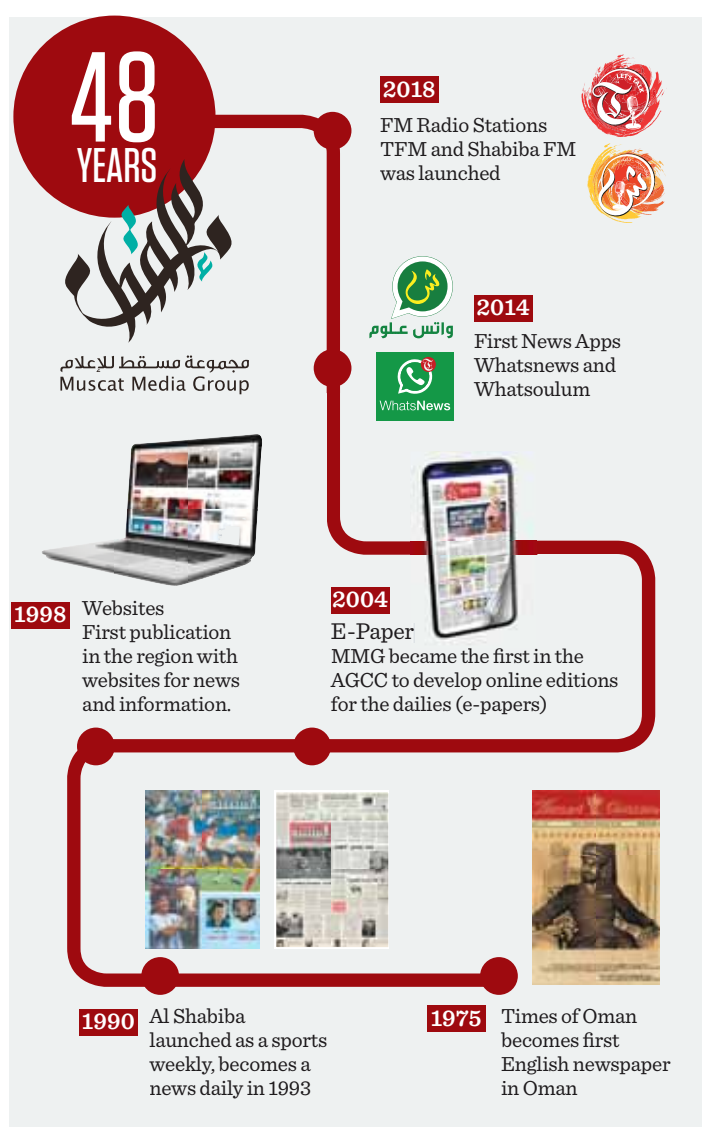 48
YEARS
مجموعة مسقط للإعلام
Muscat Media Group
2018
FM Radio Stations
TFM and Shabiba FM
was launched
LET'S TALK
T
ش
ش
واتس علوم
WhatsNews
2014
First News Apps
Whatsnews and
Whatsoulum
1998
Websites
First publication
in the region with
websites for news
and information.
2004
E-Paper
MMG became the first in the
AGCC to develop online editions
for the dailies (e-papers)
1990
Al Shabiba
launched as a sports
weekly, becomes a
news daily in 1993
1975
Times of Oman
becomes first
English newspaper
in Oman